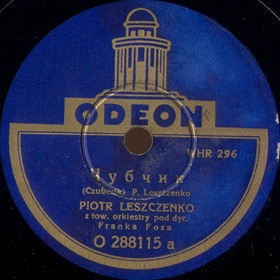 ODEON
WHR 296
Чубчик
(Czubczik) P. Leszczenko
PIOTR LESZCZENKO
z tow. orkiestry pod dyr.
Franka Foxa
O 288115 a